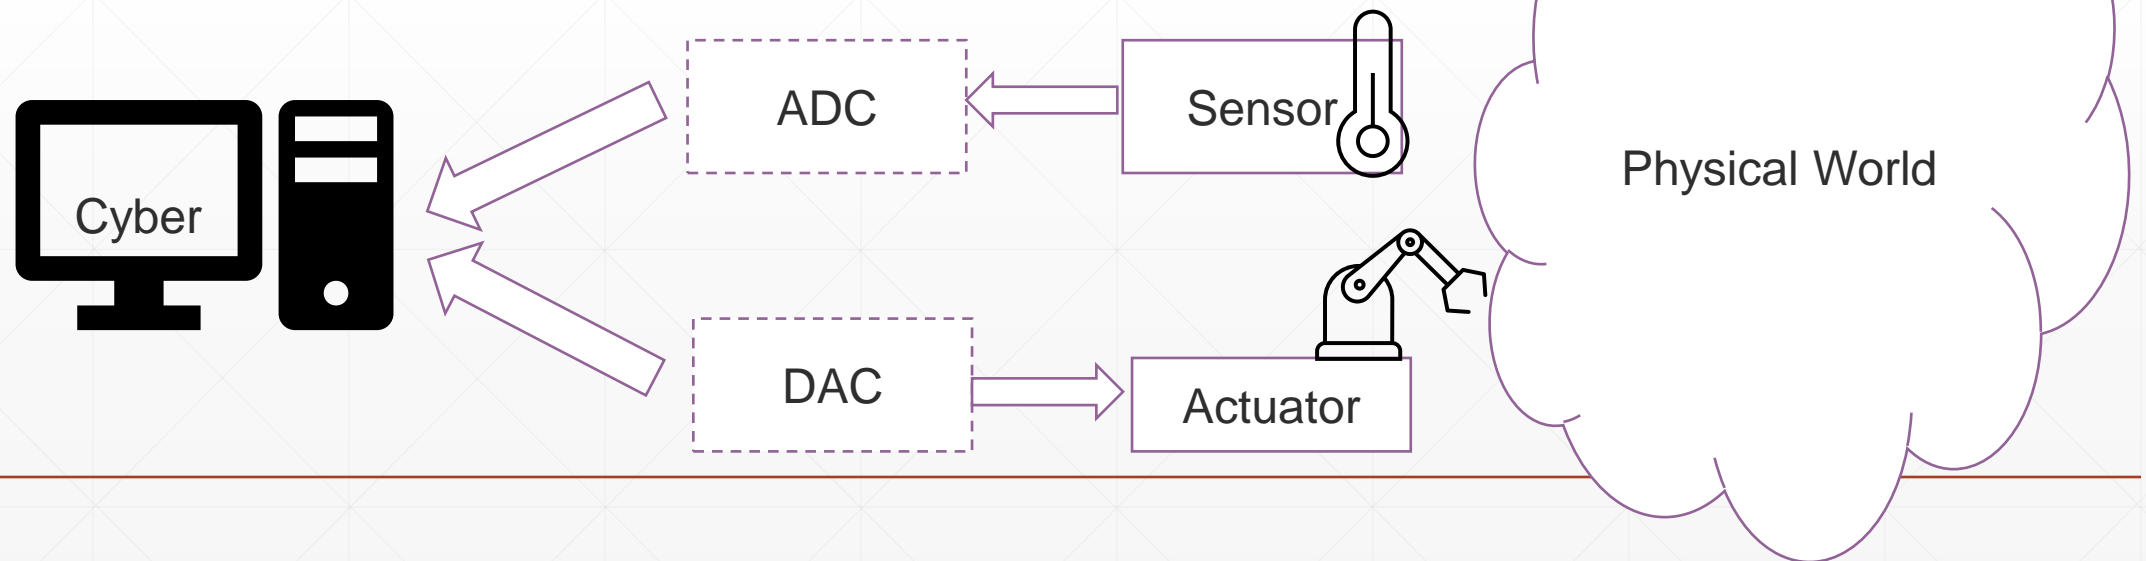 Cyber
ADC
Sensor
Physical World
DAC
Actuator